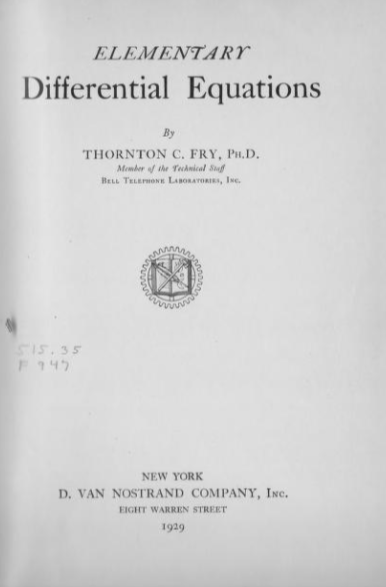 ELEMENTARY
Differential Equations
By
THORNTON C. FRY, PH.D.
Member of the Technical Staff
BELL TELEPHONE LABORATORIES, INC.
515.35
F 947
NEW YORK
D. VAN NOSTRAND COMPANY, INC.
EIGHT WARREN STREET
1929